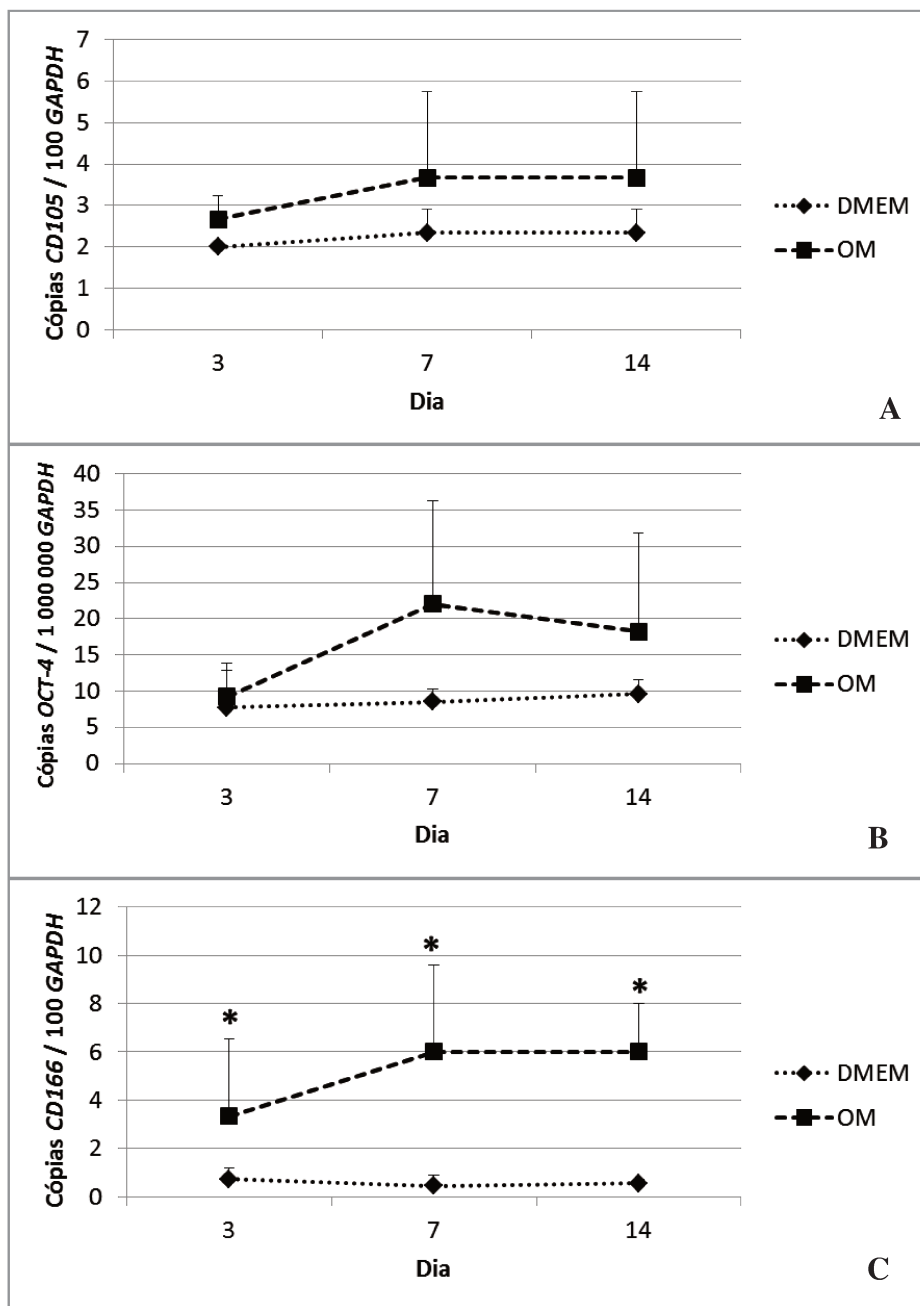 Cópias CD105 / 100 GAPDH
7
6
5
4
3
2
1
0
3 7 14
Dia
DMEM
OM
A
Cópias OCT-4 / 1 000 000 GAPDH
40
35
30
25
20
15
10
5
0
3 7 14
Dia
DMEM
OM
B
Cópias CD166 / 100 GAPDH
12
10
8
6
4
2
0
* * *
3 7 14
Dia
DMEM
OM
C